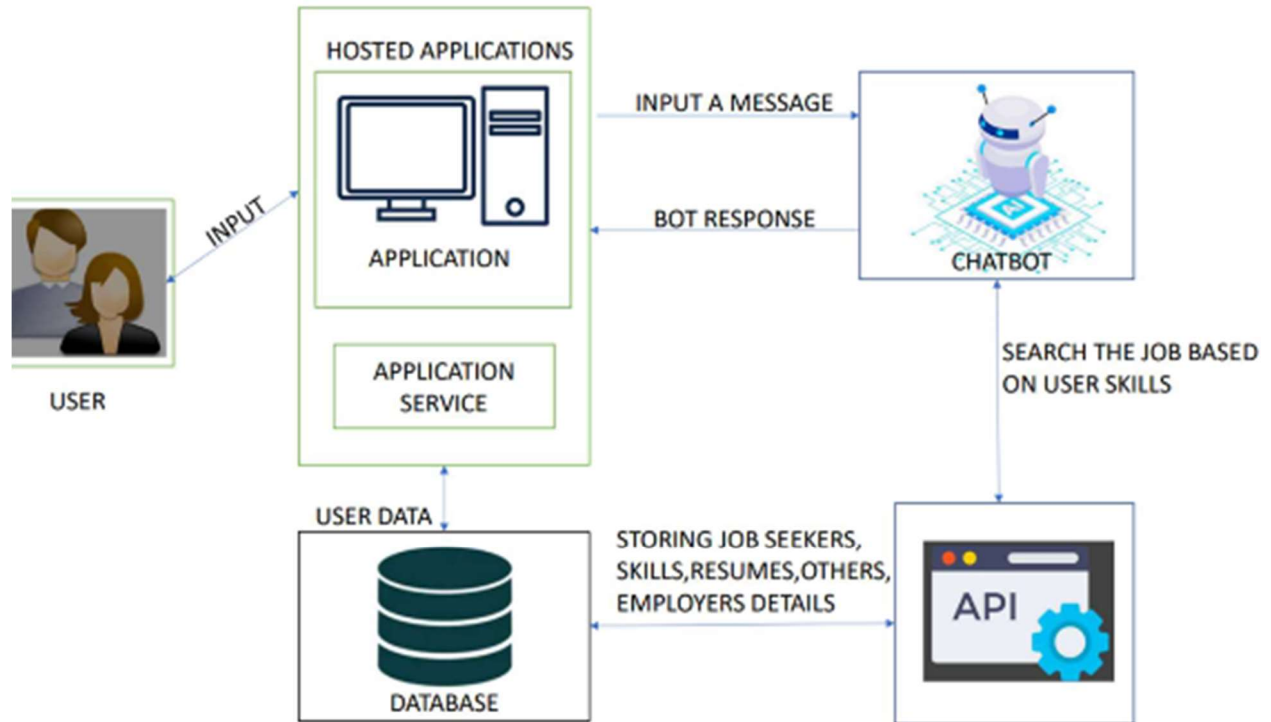 HOSTED APPLICATIONS
INPUT A MESSAGE
INPUT
BOT RESPONSE
APPLICATION
CHATBOT
AI
SEARCH THE JOB BASED
ON USER SKILLS
APPLICATION
SERVICE
USER
USER DATA
STORING JOB SEEKERS,
SKILLS,RESUMES,OTHERS,
EMPLOYERS DETAILS
API
DATABASE